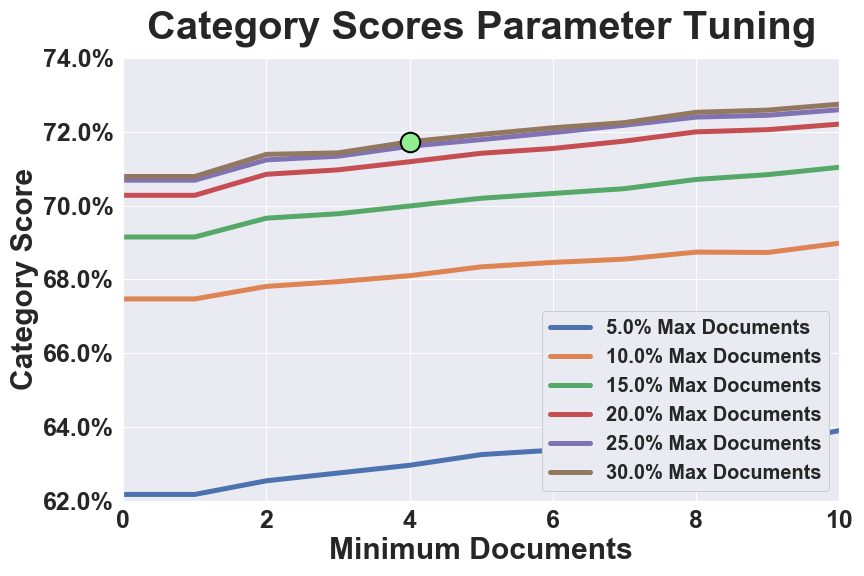 Category Scores Parameter Tuning
74.0%
72.0%
70.0%
68.0%
66.0%
64.0%
62.0%
Category Score
5.0% Max Documents
10.0% Max Documents
15.0% Max Documents
20.0% Max Documents
25.0% Max Documents
30.0% Max Documents
0 2 4 6 8 10
Minimum Documents